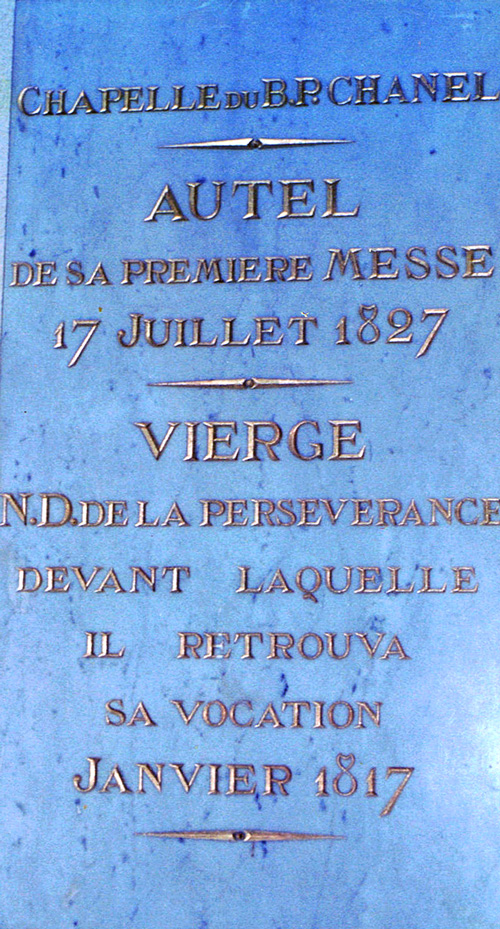 CHAPELLE DU B.P. CHANEL
AUTEL
DE SA PREMIERE MESSE
17 JUILLET 1827
VIERGE
N.D. DE LA PERSEVERANCE
DEVANT LAQUELLE
IL RETROUVA
SA VOCATION
JANVIER 1817